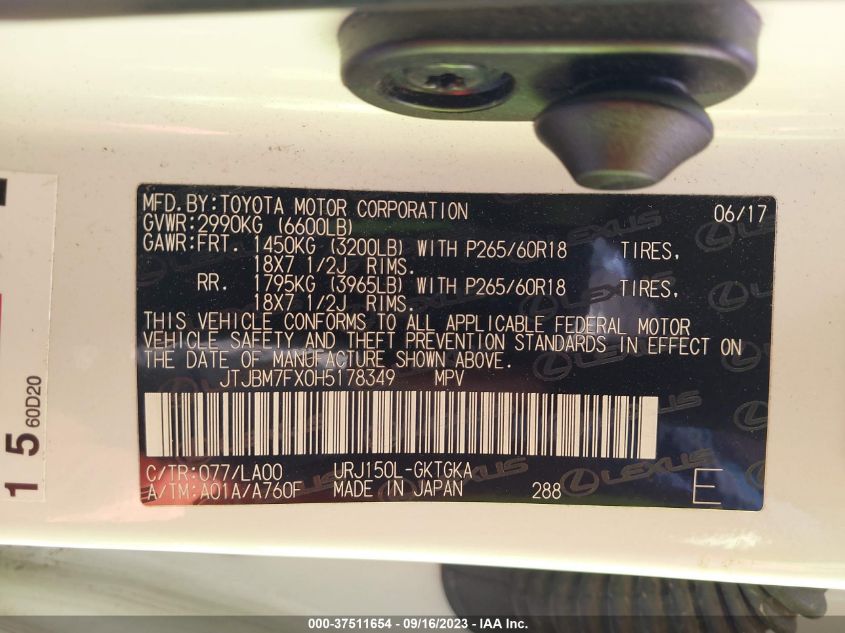 MFD. BY:TOYOTA MOTOR CORPORATION 06/17
GVWR:2990KG (6600LB)
GAWR:FRT. 1450KG (3200LB) WITH P265/60R18 TIRES,
18X7 1/2J RIMS.
RR. 1795KG (3965LB) WITH P265/60R18 TIRES,
18X7 1/2J RIMS.
THIS VEHICLE CONFORMS TO ALL APPLICABLE FEDERAL MOTOR
VEHICLE SAFETY AND THEFT PREVENTION STANDARDS IN EFFECT ON
THE DATE OF MANUFACTURE SHOWN ABOVE.
JTJBM7FX0H5178349 MPV
C/TR:077/LA00 URJ150L-GKTGKA
A/TM:A01A/A760F MADE IN JAPAN 288 E
LEXUS
LEXUS
LEXUS
LEXUS
1 5 60D20
000-37511654 - 09/16/2023 - IAA Inc.